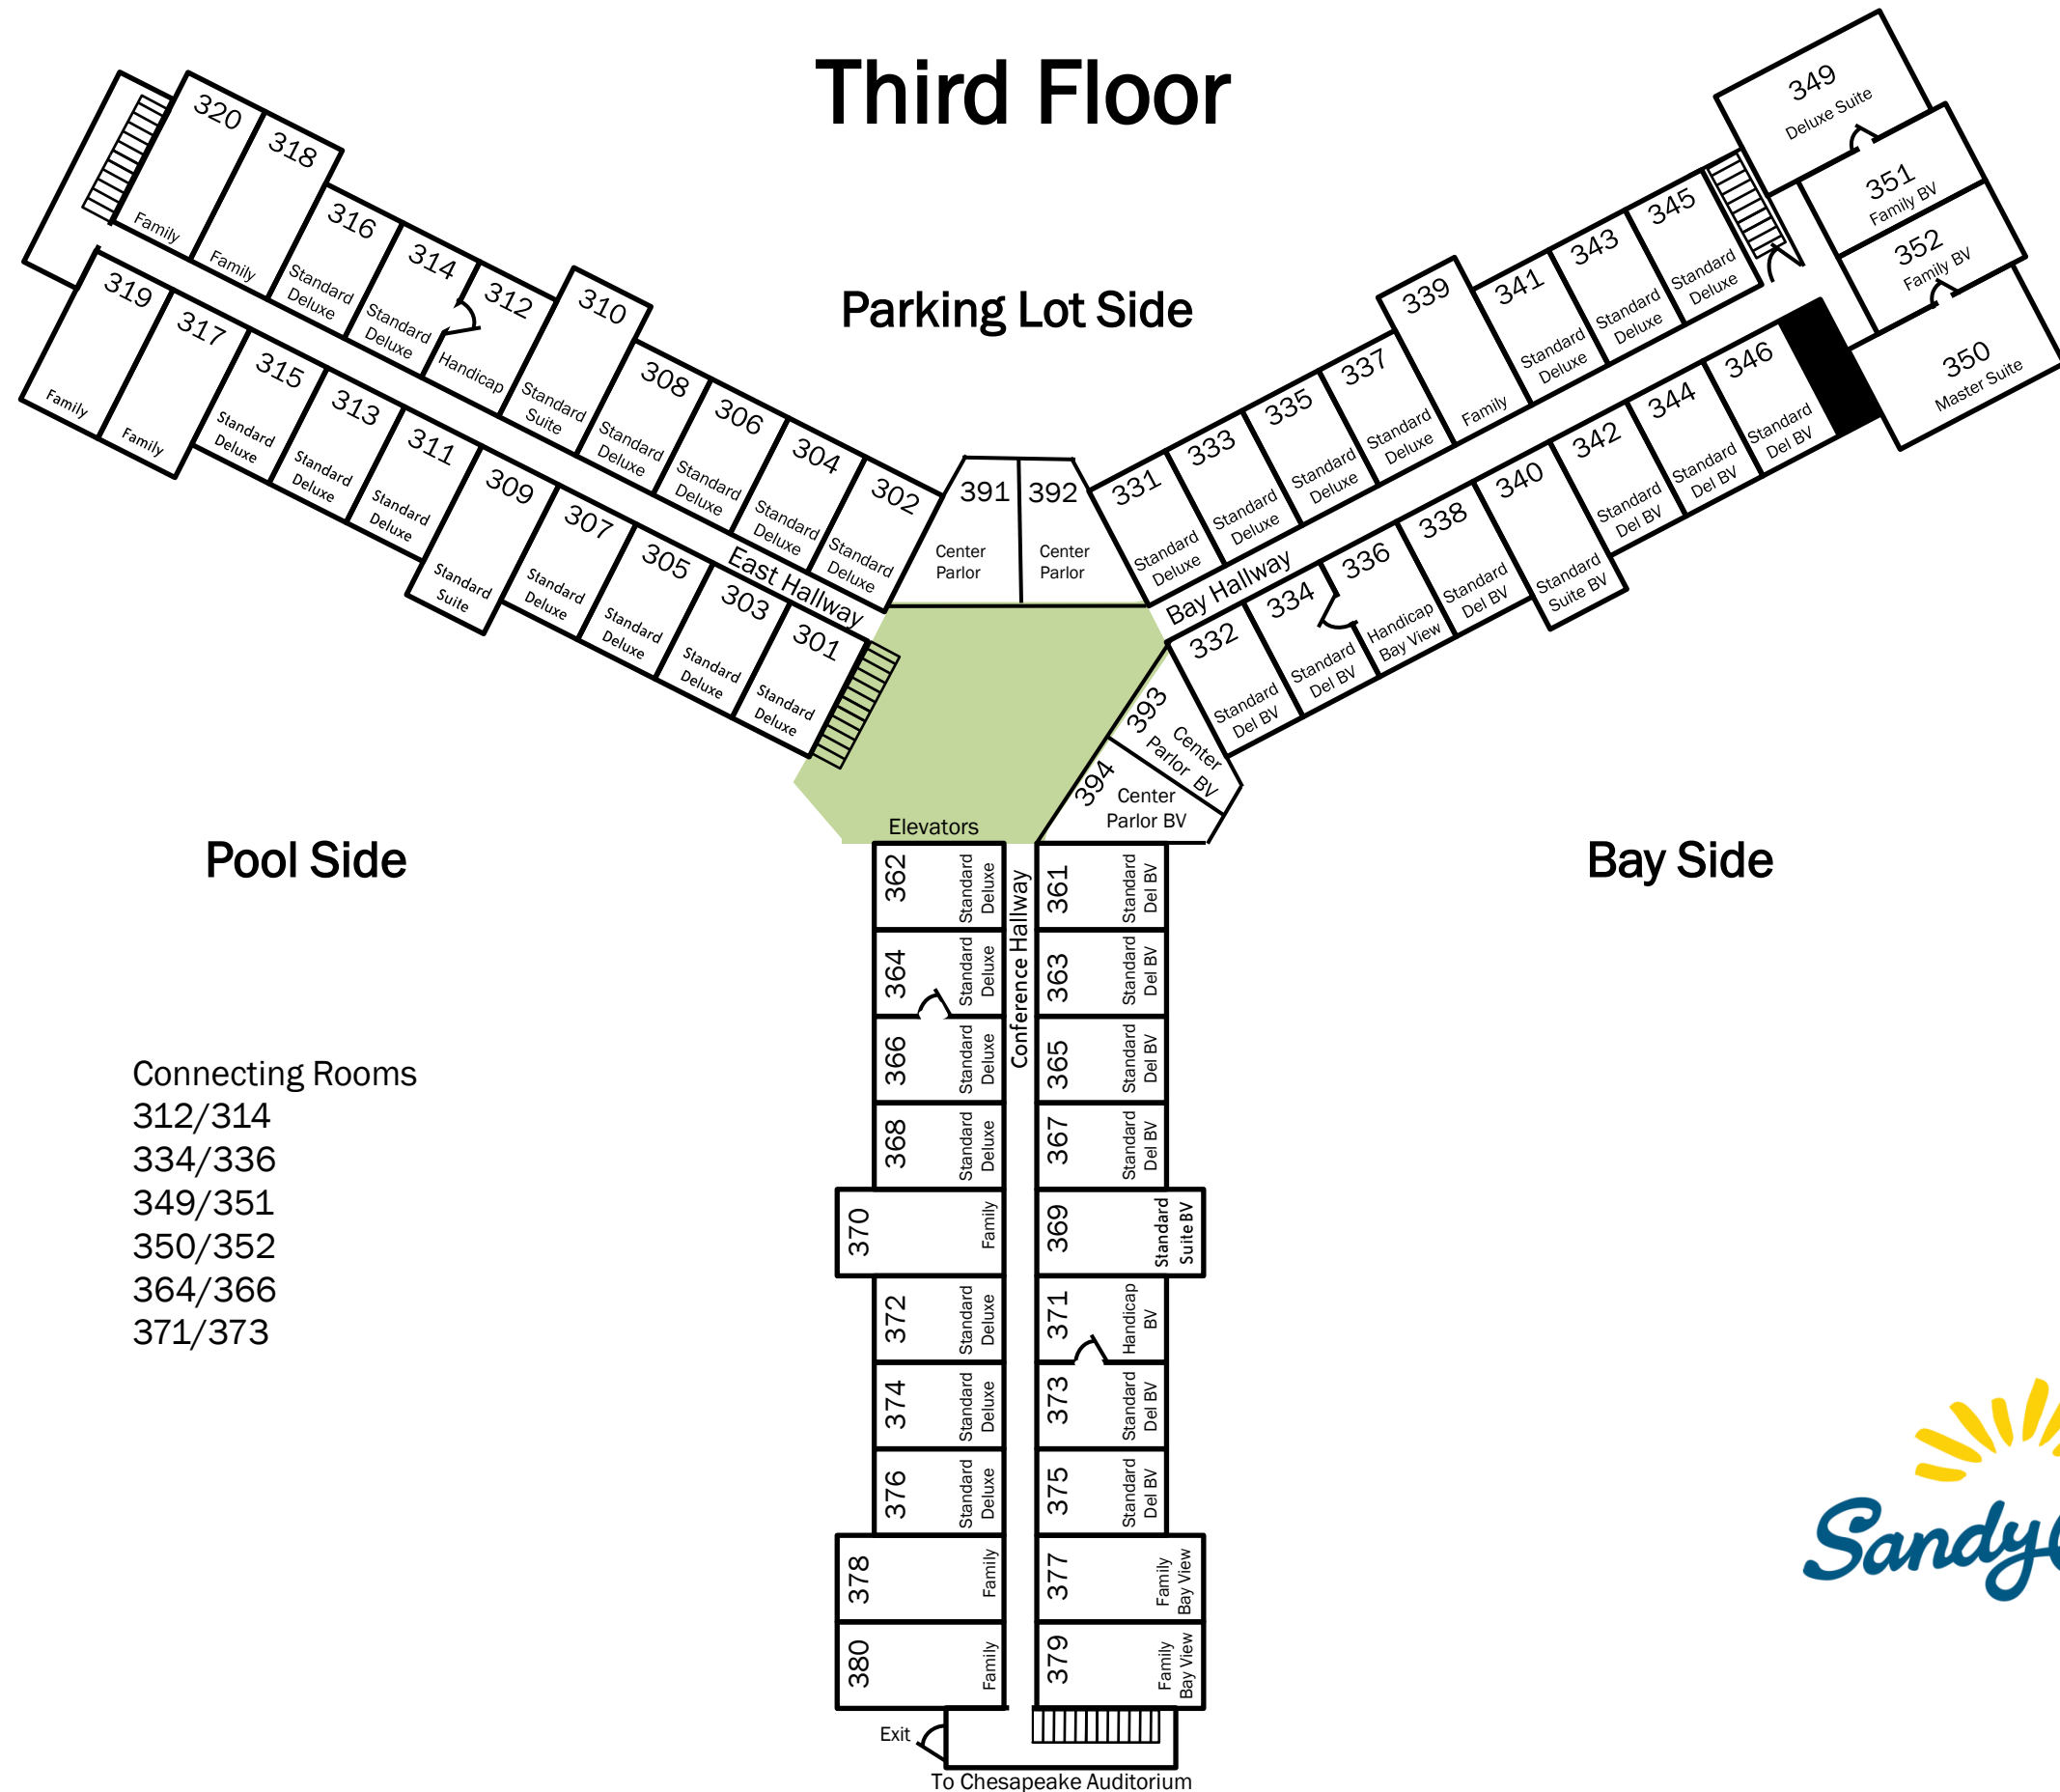 Third Floor
Parking Lot Side
Pool Side
Bay Side
320
Family
318
Family
316
Standard
Deluxe
314
Standard
Deluxe
312
Handicap
310
Standard
Suite
308
Standard
Deluxe
306
Standard
Deluxe
304
Standard
Deluxe
302
Standard
Deluxe
East Hallway
319
Family
317
Family
315
Standard
Deluxe
313
Standard
Deluxe
311
Standard
Deluxe
309
Standard
Suite
307
Standard
Deluxe
305
Standard
Deluxe
303
Standard
Deluxe
301
Standard
Deluxe
391
Center
Parlor
392
Center
Parlor
331
Standard
Deluxe
333
Standard
Deluxe
335
Standard
Deluxe
337
Standard
Deluxe
339
Family
341
Standard
Deluxe
343
Standard
Deluxe
345
Standard
Deluxe
349
Deluxe Suite
351
Family BV
352
Family BV
350
Master Suite
Bay Hallway
332
Standard
Del BV
334
Standard
Del BV
336
Handicap
Bay View
338
Standard
Del BV
340
Standard
Suite BV
342
Standard
Del BV
344
Standard
Del BV
346
Standard
Del BV
393
Center
Parlor BV
394
Center
Parlor BV
Elevators
Conference Hallway
362
Standard
Deluxe
361
Standard
Del BV
364
Standard
Deluxe
363
Standard
Del BV
366
Standard
Deluxe
365
Standard
Del BV
368
Standard
Deluxe
367
Standard
Del BV
370
Family
369
Standard
Suite BV
372
Standard
Deluxe
371
Handicap
BV
374
Standard
Deluxe
373
Standard
Del BV
376
Standard
Deluxe
375
Standard
Del BV
378
Family
377
Family
Bay View
380
Family
379
Family
Bay View
Exit
To Chesapeake Auditorium
Connecting Rooms
312/314
334/336
349/351
350/352
364/366
371/373
Sandy